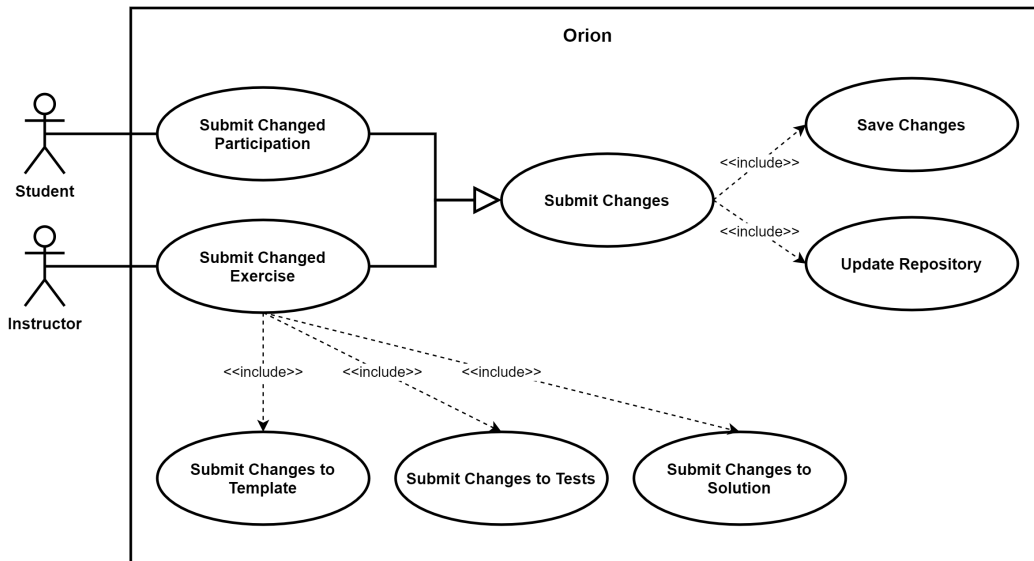 Orion
Submit Changed
Participation
Student
Submit Changed
Exercise
Instructor
Submit Changes
Save Changes
<<include>>
<<include>>
Update Repository
<<include>>
<<include>>
<<include>>
Submit Changes to
Template
Submit Changes to Tests
Submit Changes to
Solution